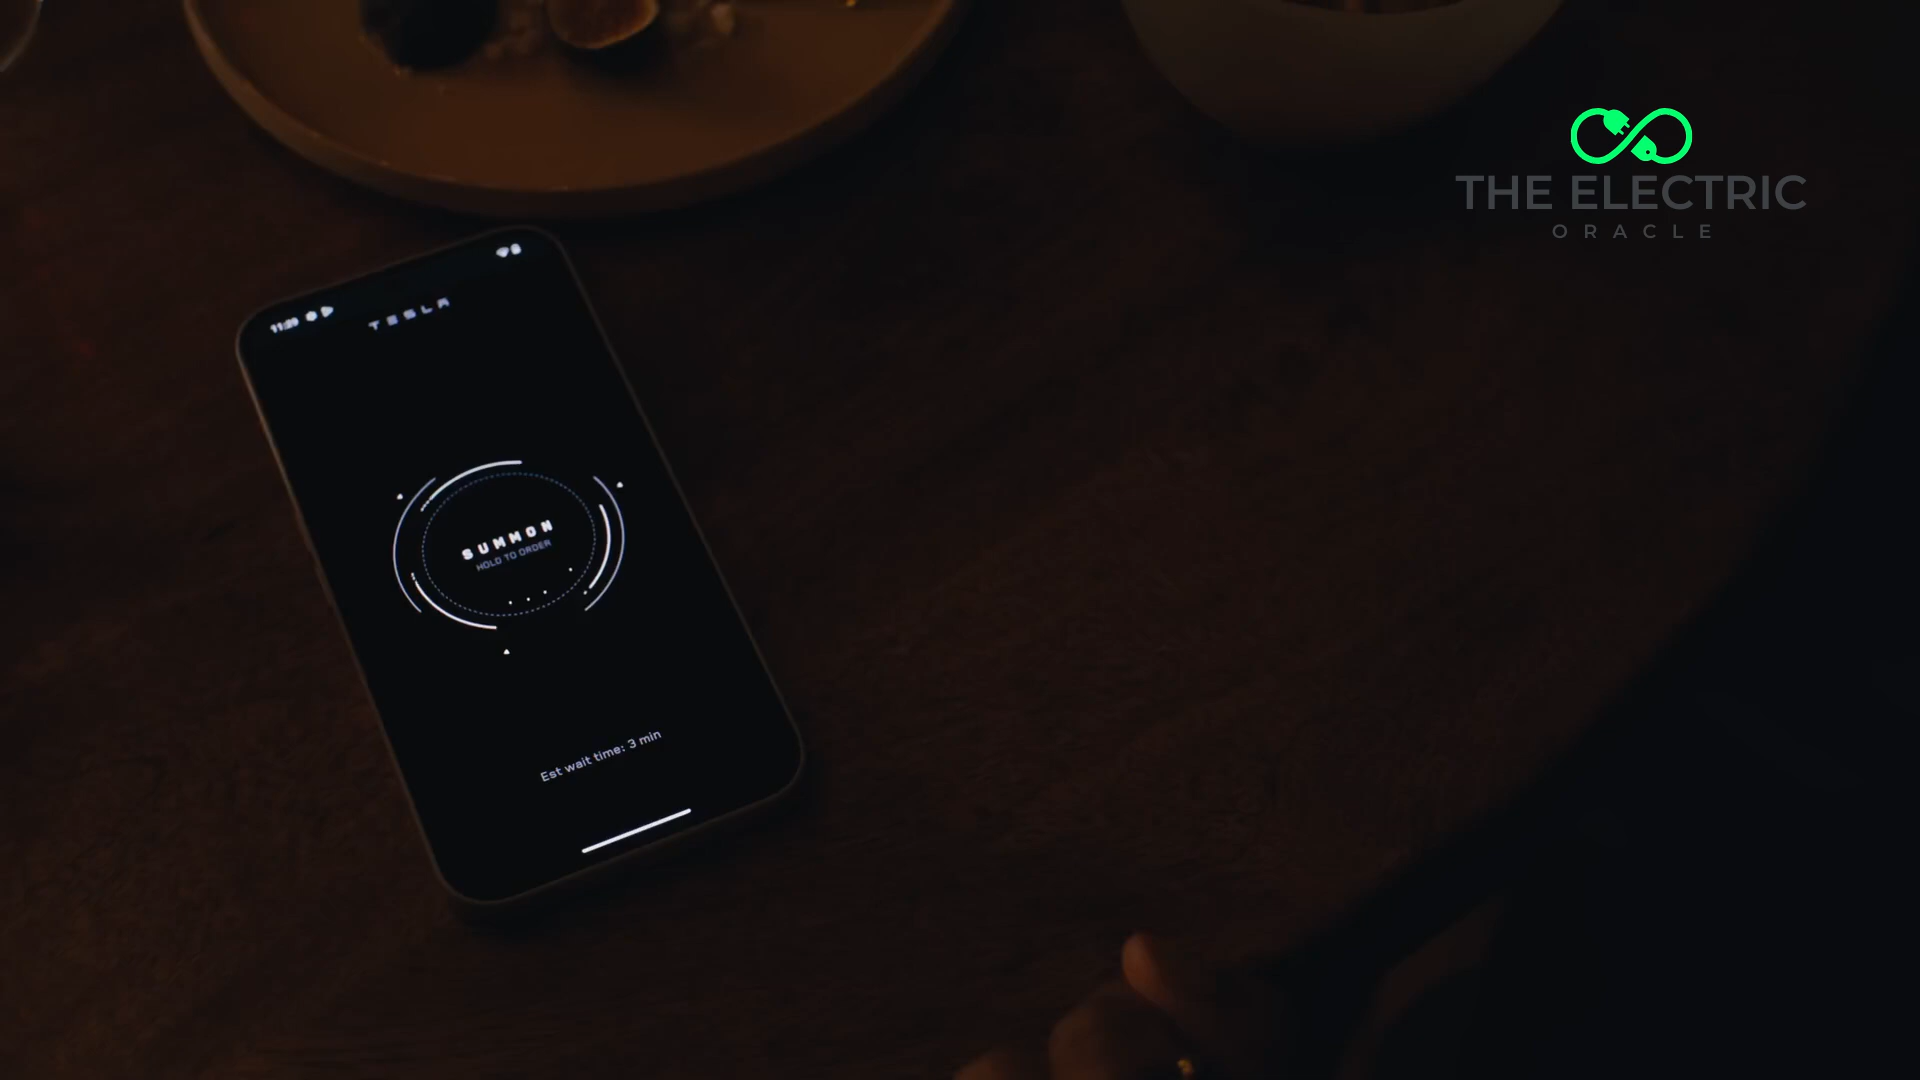 THE ELECTRIC
ORACLE
TESLA
SUMMON
HOLD TO ORDER
Est wait time: 3 min